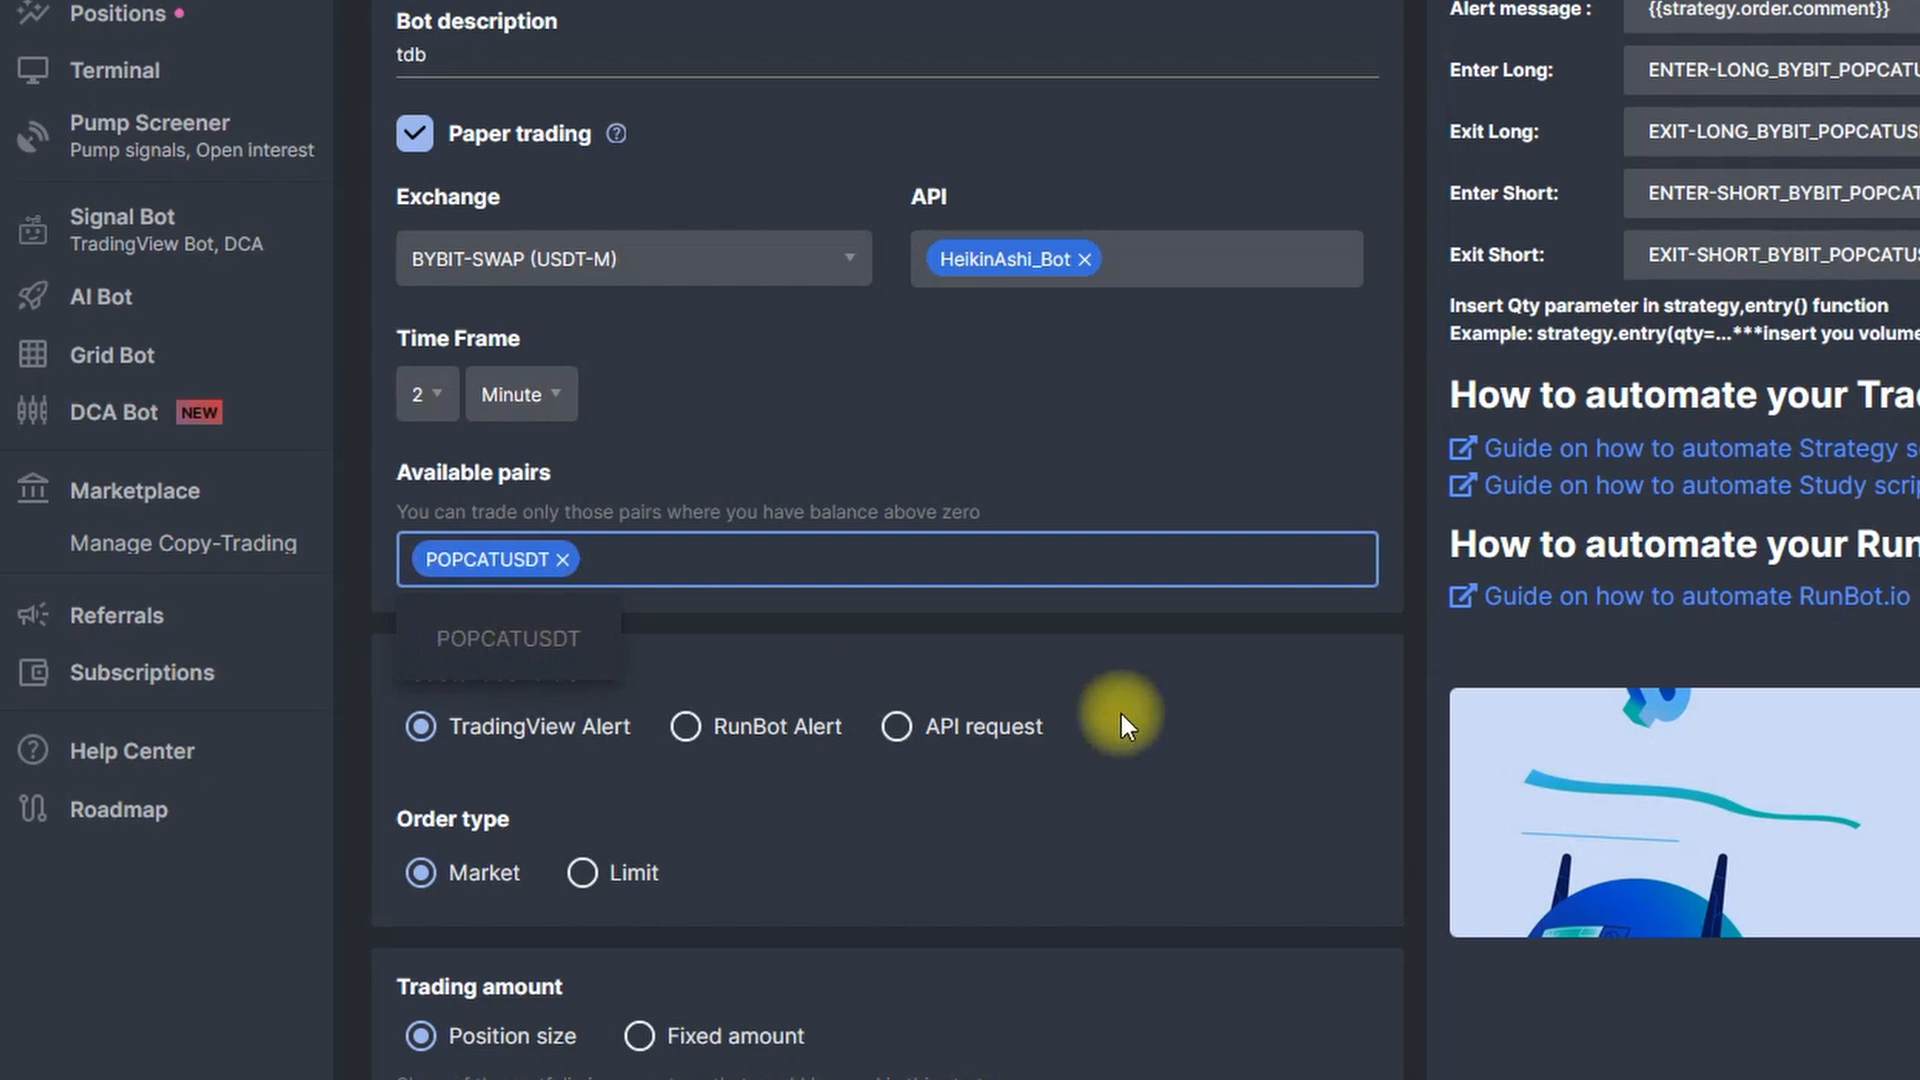 Positions
Terminal
Pump Screener
Pump signals, Open interest
Signal Bot
TradingView Bot, DCA
AI Bot
Grid Bot
DCA Bot NEW
Marketplace
Manage Copy-Trading
Referrals
Subscriptions
Help Center
Roadmap
Bot description
tdb
Paper trading
Exchange
API
BYBIT-SWAP (USDT-M)
HeikinAshi_Bot
Time Frame
2 Minute
Available pairs
You can trade only those pairs where you have balance above zero
POPCATUSDT
POPCATUSDT
TradingView Alert
RunBot Alert
API request
Order type
Market
Limit
Trading amount
Position size
Fixed amount
Alert message :
{{strategy.order.comment}}
Enter Long:
ENTER-LONG_BYBIT_POPCATU
Exit Long:
EXIT-LONG_BYBIT_POPCATUS
Enter Short:
ENTER-SHORT_BYBIT_POPCAT
Exit Short:
EXIT-SHORT_BYBIT_POPCATUS
Insert Qty parameter in strategy,entry() function
Example: strategy.entry(qty=...***insert you volume
How to automate your Trad
Guide on how to automate Strategy s
Guide on how to automate Study scrip
How to automate your Run
Guide on how to automate RunBot.io